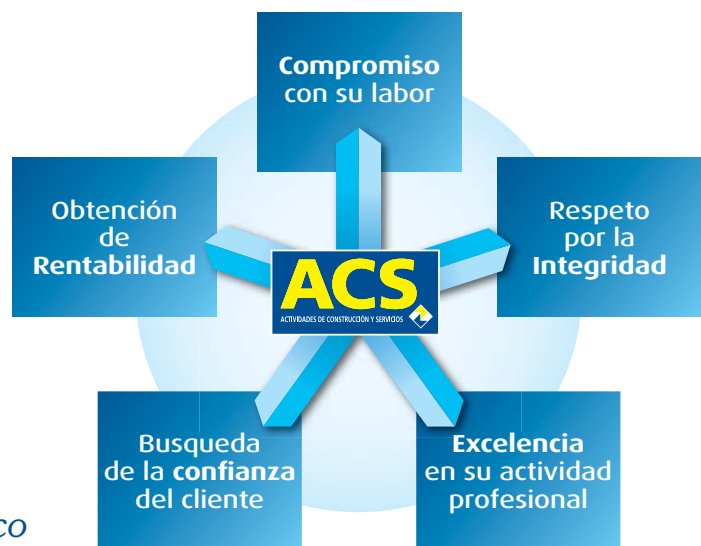 Compromiso
con su labor
Obtención
de
Rentabilidad
Respeto
por la
Integridad
ACS
ACTIVIDADES DE CONSTRUCCIÓN Y SERVICIOS
Busqueda
de la confianza
del cliente
Excelencia
en su actividad
profesional